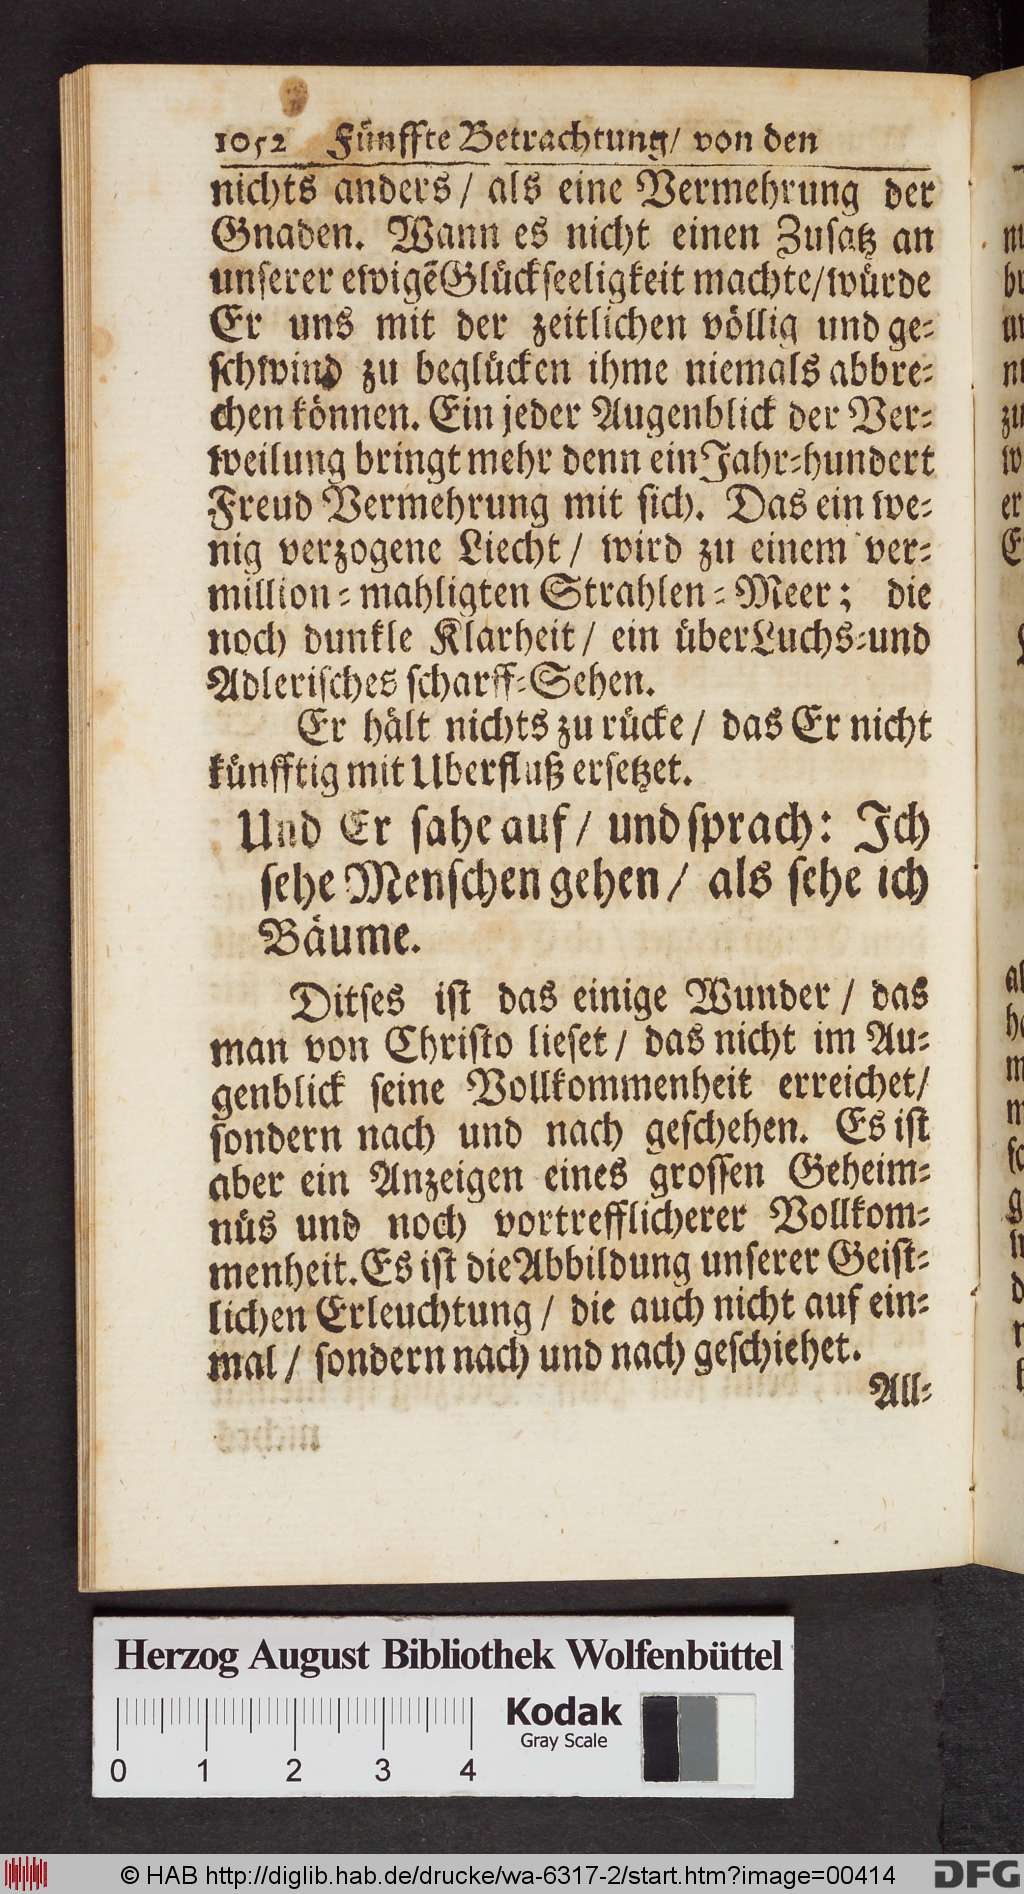 1052 Fünffte Betrachtung/ von den
nichts anders/ als eine Vermehrung der
Gnaden. Wann es nicht einen Zusatz an
unserer ewigẽ Glückseeligkeit machte/ würde
Er uns mit der zeitlichen völlig und ge-
schwind zu beglücken ihme niemals abbre-
chen können. Ein jeder Augenblick der Ver-
weilung bringt mehr denn ein Jahr-hundert
Freud Vermehrung mit sich. Das ein we-
nig verzogene Liecht/ wird zu einem ver-
million-mahligten Strahlen-Meer; die
noch dunkle Klarheit/ ein über Luchs- und
Adlerisches scharff-Sehen.
Er hält nichts zu rücke/ das Er nicht
künfftig mit Uberfluß ersetzet.
Und Er sahe auf/ und sprach: Ich
sehe Menschen gehen/ als sehe ich
Bäume.
Ditses ist das einige Wunder/ das
man von Christo lieset/ das nicht im Au-
genblick seine Vollkommenheit erreichet/
sondern nach und nach geschehen. Es ist
aber ein Anzeigen eines grossen Geheim-
nüs und noch vortrefflicherer Vollkom-
menheit. Es ist die Abbildung unserer Geist-
lichen Erleuchtung/ die auch nicht auf ein-
mal/ sondern nach und nach geschiehet.
All-
Herzog August Bibliothek Wolfenbüttel
Kodak
Gray Scale
0 1 2 3 4
© HAB http://diglib.hab.de/drucke/wa-6317-2/start.htm?image=00414
DFG